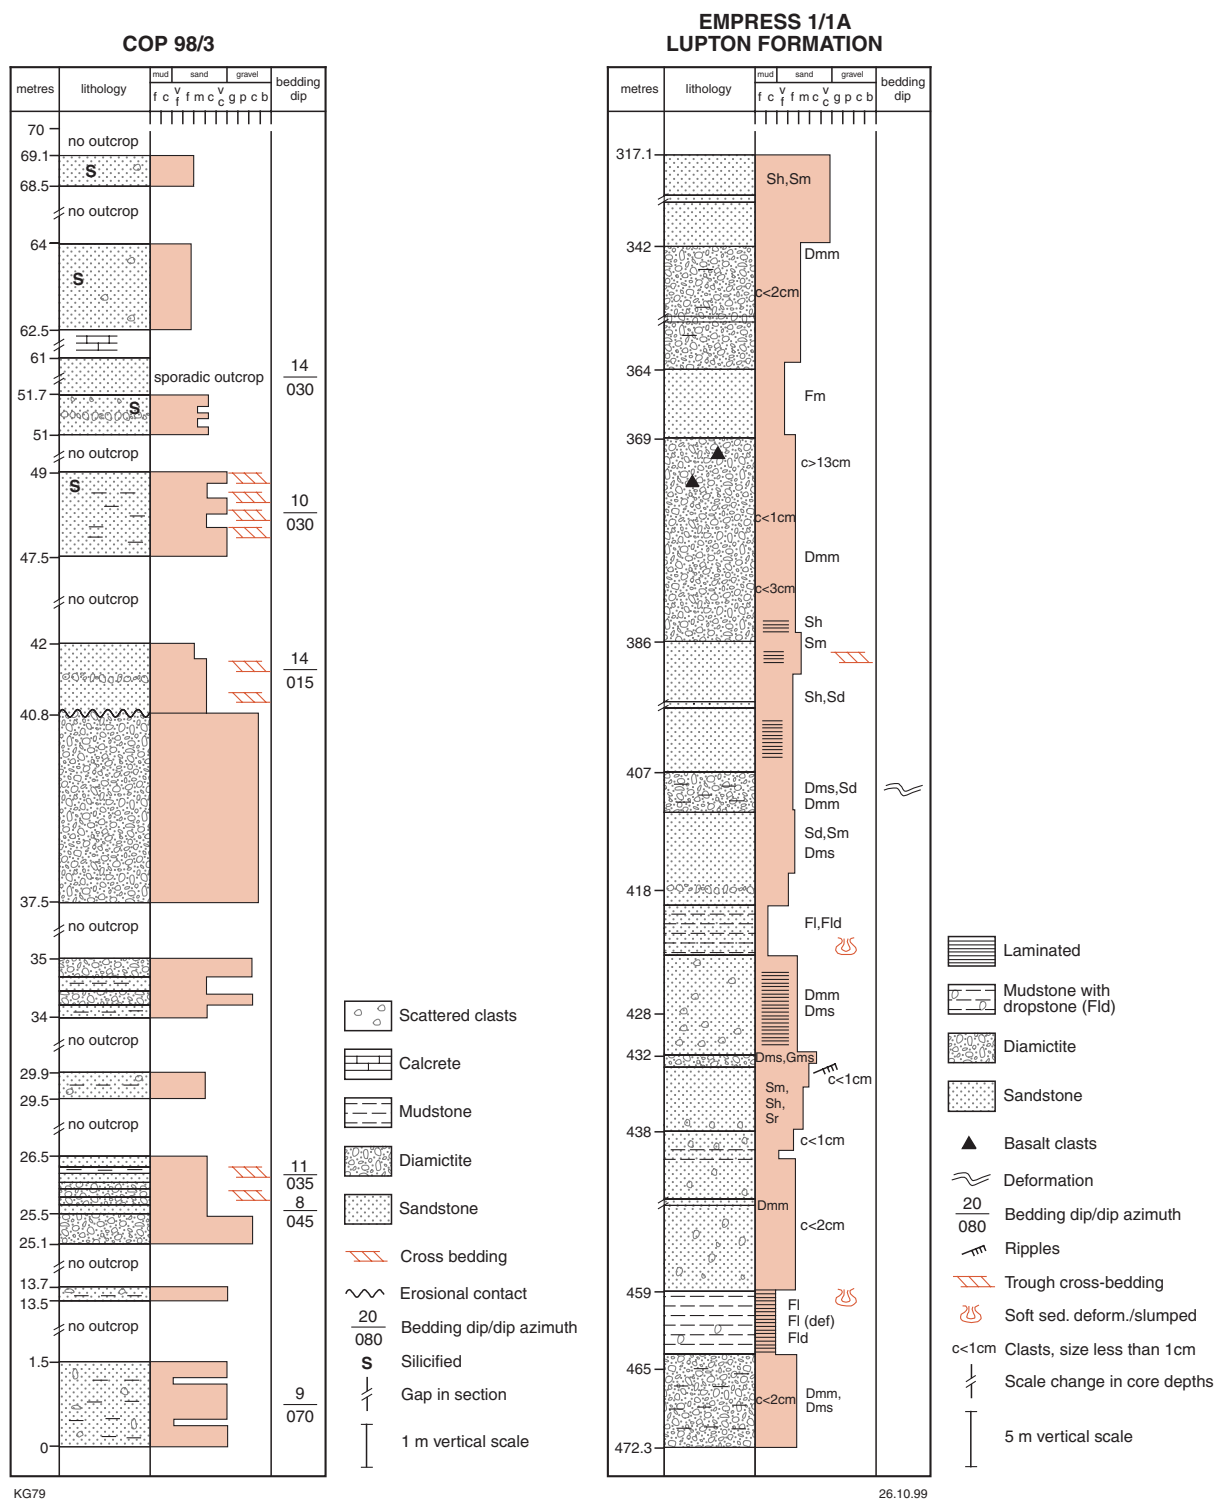 COP 98/3
metres
lithology
mud
sand
gravel
f c v f f m c v c g p c b
bedding dip
70
no outcrop
69.1
S
68.5
no outcrop
64
S
62.5
61
sporadic outcrop
14
030
51.7
S
51
no outcrop
49
S
10
030
47.5
no outcrop
42
14
015
40.8
37.5
no outcrop
35
34
no outcrop
29.9
29.5
no outcrop
26.5
11
035
8
045
25.5
25.1
no outcrop
13.7
13.5
no outcrop
1.5
9
070
0
Scattered clasts
Calcrete
Mudstone
Diamictite
Sandstone
Cross bedding
Erosional contact
20
080
Bedding dip/dip azimuth
S
Silicified
Gap in section
1 m vertical scale
KG79
EMPRESS 1/1A
LUPTON FORMATION
metres
lithology
mud
sand
gravel
f c v f f m c v c g p c b
bedding dip
317.1
Sh,Sm
342
Dmm
c<2cm
364
Fm
369
c>13cm
c<1cm
Dmm
c<3cm
Sh
386
Sm
Sh,Sd
407
Dms,Sd
Dmm
Sd,Sm
Dms
418
Fl,Fld
Dmm
Dms
428
432
Dms,Gms
c<1cm
Sm,
Sh,
Sr
438
c<1cm
Dmm
c<2cm
459
Fl
Fl (def)
Fld
465
c<2cm
Dmm,
Dms
472.3
Laminated
Mudstone with
dropstone (Fld)
Diamictite
Sandstone
Basalt clasts
Deformation
20
080
Bedding dip/dip azimuth
Ripples
Trough cross-bedding
Soft sed. deform./slumped
c<1cm Clasts, size less than 1cm
Scale change in core depths
5 m vertical scale
26.10.99